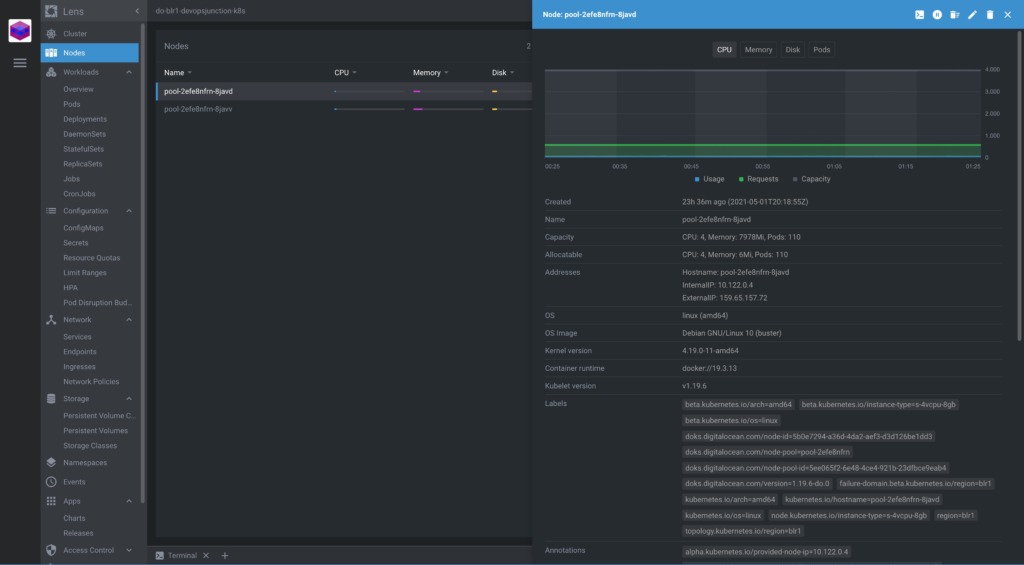 Lens
Cluster
Nodes
Workloads
Overview
Pods
Deployments
DaemonSets
StatefulSets
ReplicaSets
Jobs
CronJobs
Configuration
ConfigMaps
Secrets
Resource Quotas
Limit Ranges
HPA
Pod Disruption Bud...
Network
Services
Endpoints
Ingresses
Network Policies
Storage
Persistent Volume C...
Persistent Volumes
Storage Classes
Namespaces
Events
Apps
Charts
Releases
Access Control
do-blr1-devopsjunction-k8s
Nodes 2
Name CPU Memory Disk
pool-2efe8nfrn-8javd
pool-2efe8nfrn-8javv
Terminal
Node: pool-2efe8nfrn-8javd
CPU Memory Disk Pods
4.000
3.000
2.000
1.000
0
00:25 00:35 00:45 00:55 01:05 01:15 01:25
Usage Requests Capacity
Created 23h 36m ago (2021-05-01T20:18:55Z)
Name pool-2efe8nfrn-8javd
Capacity CPU: 4, Memory: 7978Mi, Pods: 110
Allocatable CPU: 4, Memory: 6Mi, Pods: 110
Addresses Hostname: pool-2efe8nfrn-8javd
InternalIP: 10.122.0.4
ExternalIP: 159.65.157.72
OS linux (amd64)
OS Image Debian GNU/Linux 10 (buster)
Kernel version 4.19.0-11-amd64
Container runtime docker://19.3.13
Kubelet version v1.19.6
Labels beta.kubernetes.io/arch=amd64 beta.kubernetes.io/instance-type=s-4vcpu-8gb
beta.kubernetes.io/os=linux
doks.digitalocean.com/node-id=5b0e7294-a36d-4da2-aef3-d3d126be1dd3
doks.digitalocean.com/node-pool=pool-2efe8nfrn
doks.digitalocean.com/node-pool-id=5ee065f2-6e48-4ce4-921b-23dfbce9eab4
doks.digitalocean.com/version=1.19.6-do.0 failure-domain.beta.kubernetes.io/region=blr1
kubernetes.io/arch=amd64 kubernetes.io/hostname=pool-2efe8nfrn-8javd
kubernetes.io/os=linux node.kubernetes.io/instance-type=s-4vcpu-8gb region=blr1
topology.kubernetes.io/region=blr1
Annotations alpha.kubernetes.io/provided-node-ip=10.122.0.4